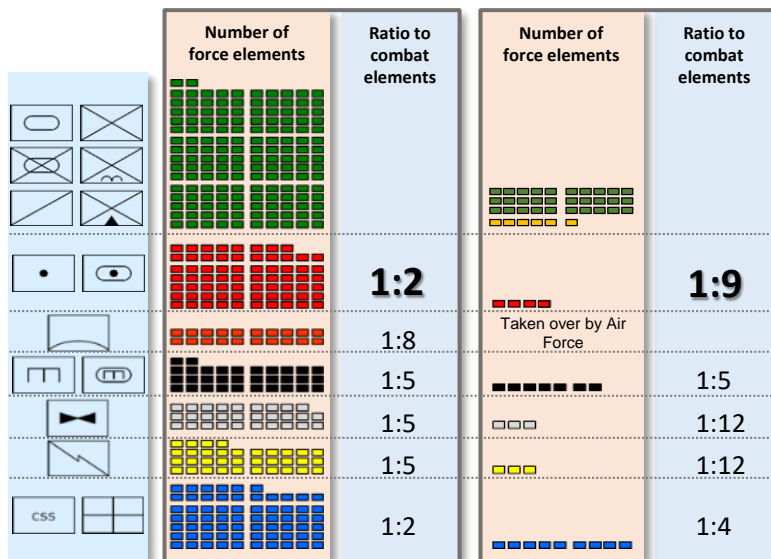 Number of
force elements
Ratio to
combat
elements
Number of
force elements
Ratio to
combat
elements
1:2
1:9
1:8
Taken over by Air
Force
1:5
1:5
1:5
1:12
1:5
1:12
css
1:2
1:4